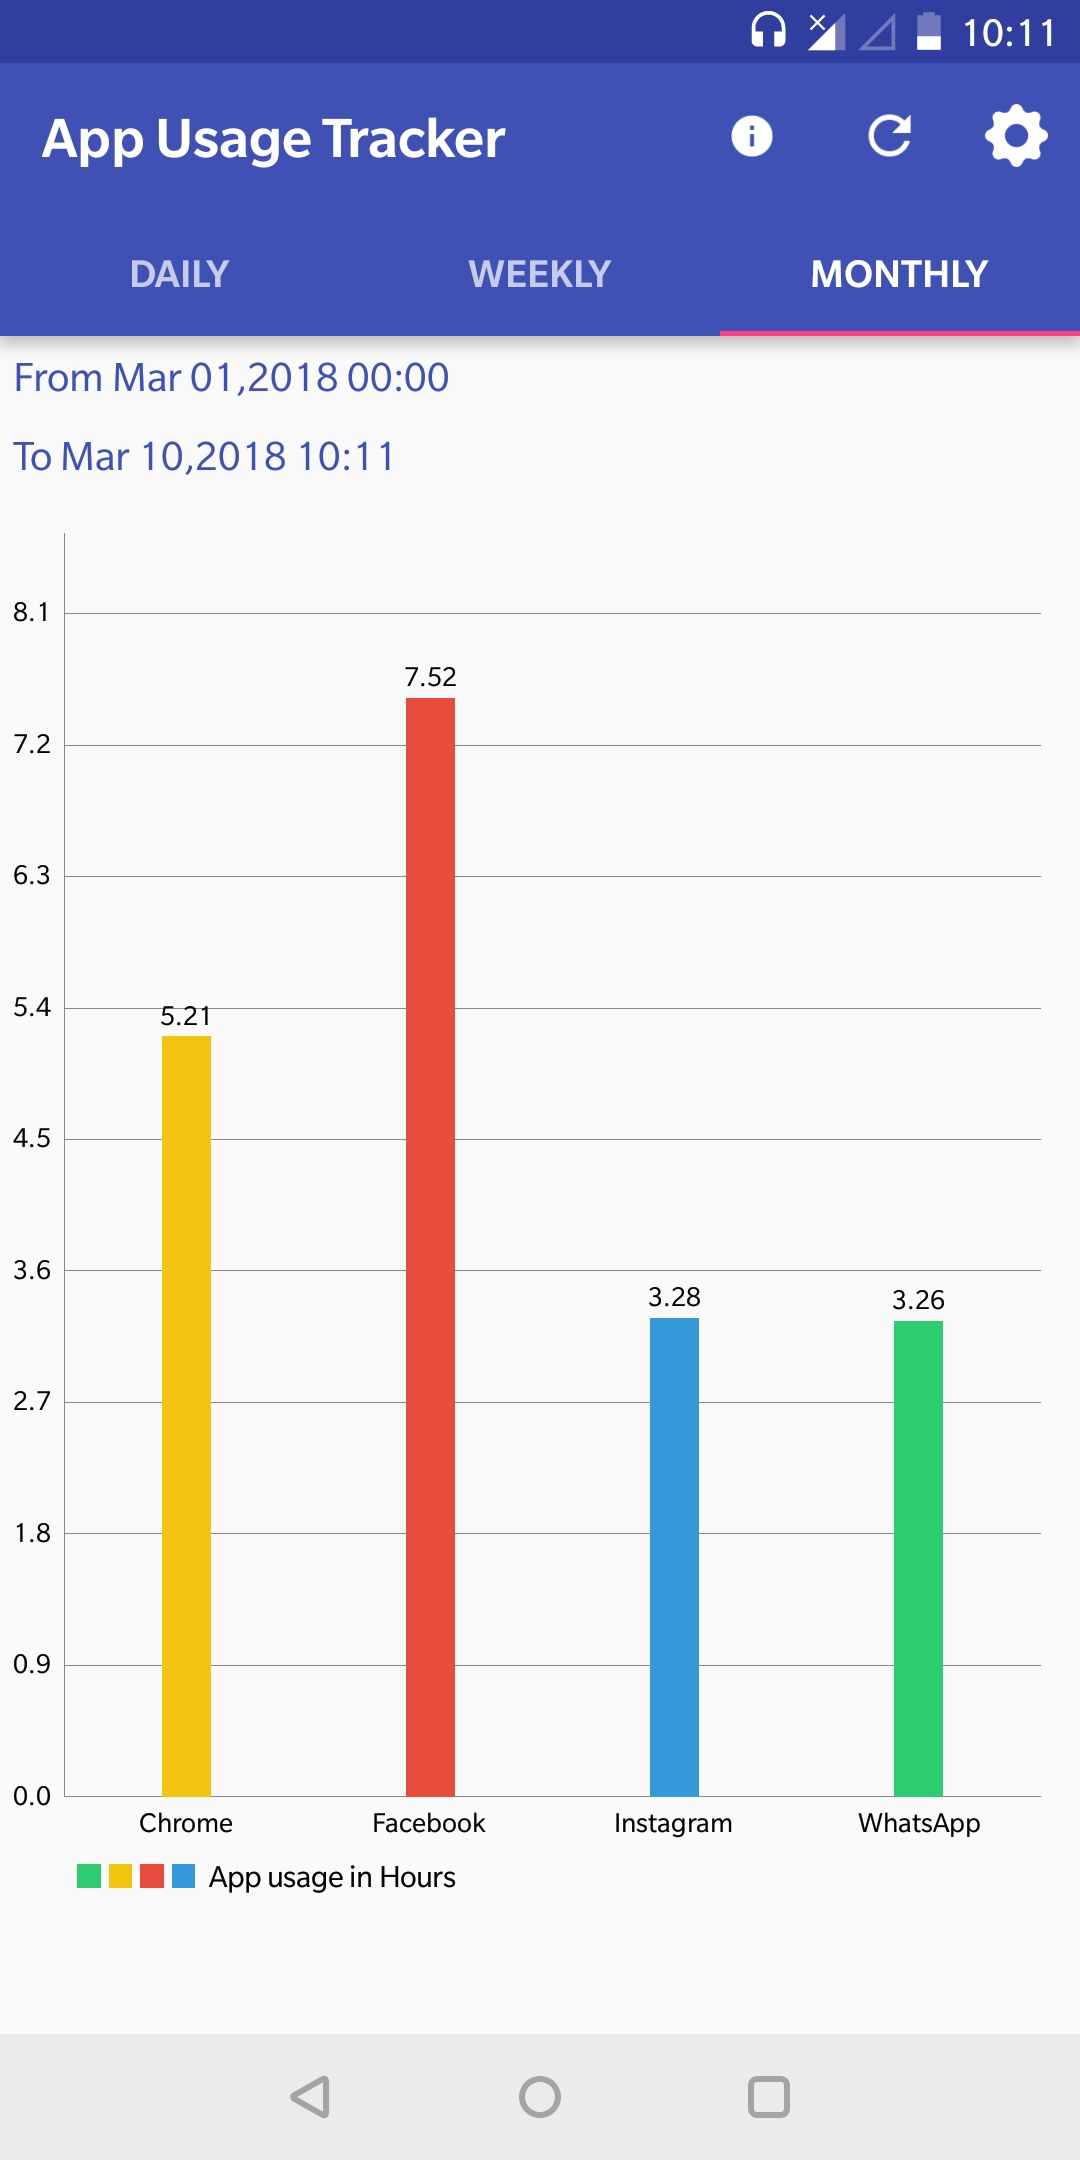 10:11
App Usage Tracker
DAILY WEEKLY MONTHLY
From Mar 01,2018 00:00
To Mar 10,2018 10:11
8.1
7.52
7.2
6.3
5.4
5.21
4.5
3.6
3.28
3.26
2.7
1.8
0.9
0.0
Chrome Facebook Instagram WhatsApp
App usage in Hours